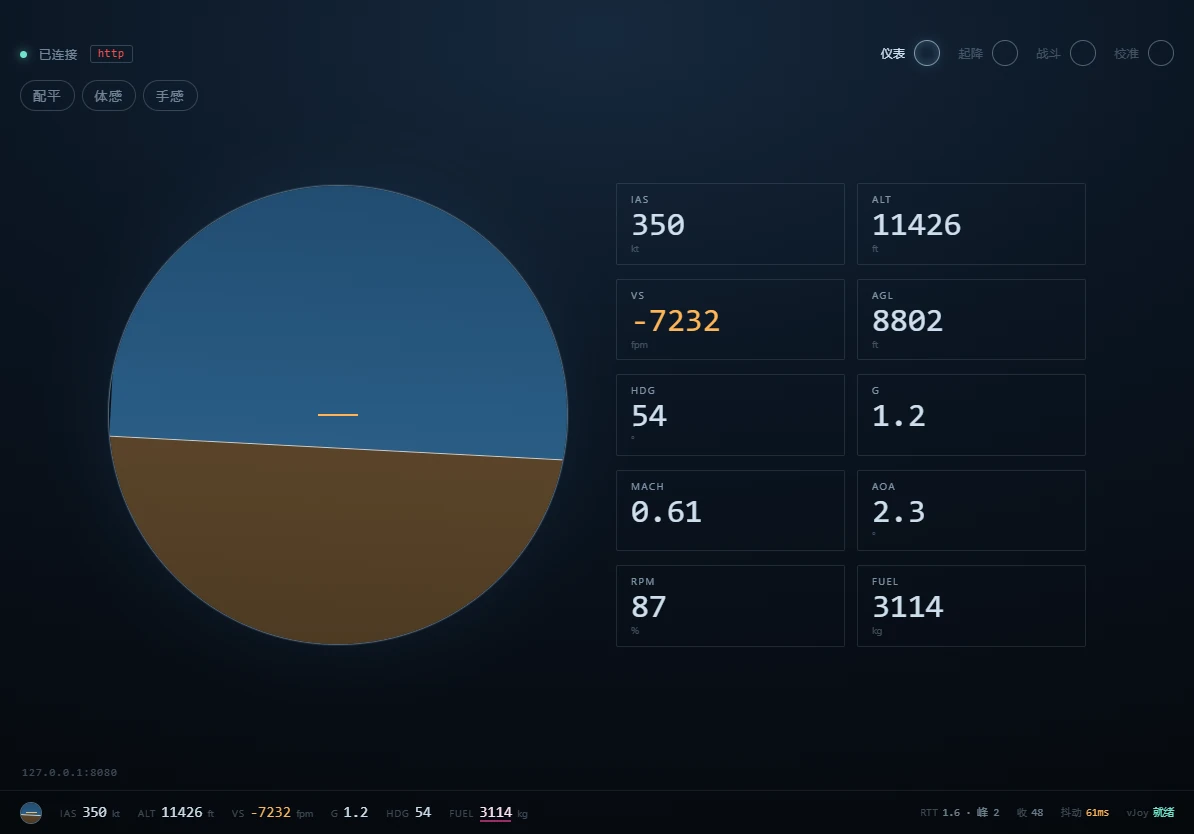 已连接 http
仪表 起降 战斗 校准
配平 体感 手感
IAS
350
kt
ALT
11426
ft
VS
-7232
fpm
AGL
8802
ft
HDG
54
°
G
1.2
MACH
0.61
AOA
2.3
°
RPM
87
%
FUEL
3114
kg
127.0.0.1:8080
IAS 350 kt ALT 11426 ft VS -7232 fpm G 1.2 HDG 54 FUEL 3114 kg
RTT 1.6 · 峰 2 收 48 抖动 61ms vJoy 就绪